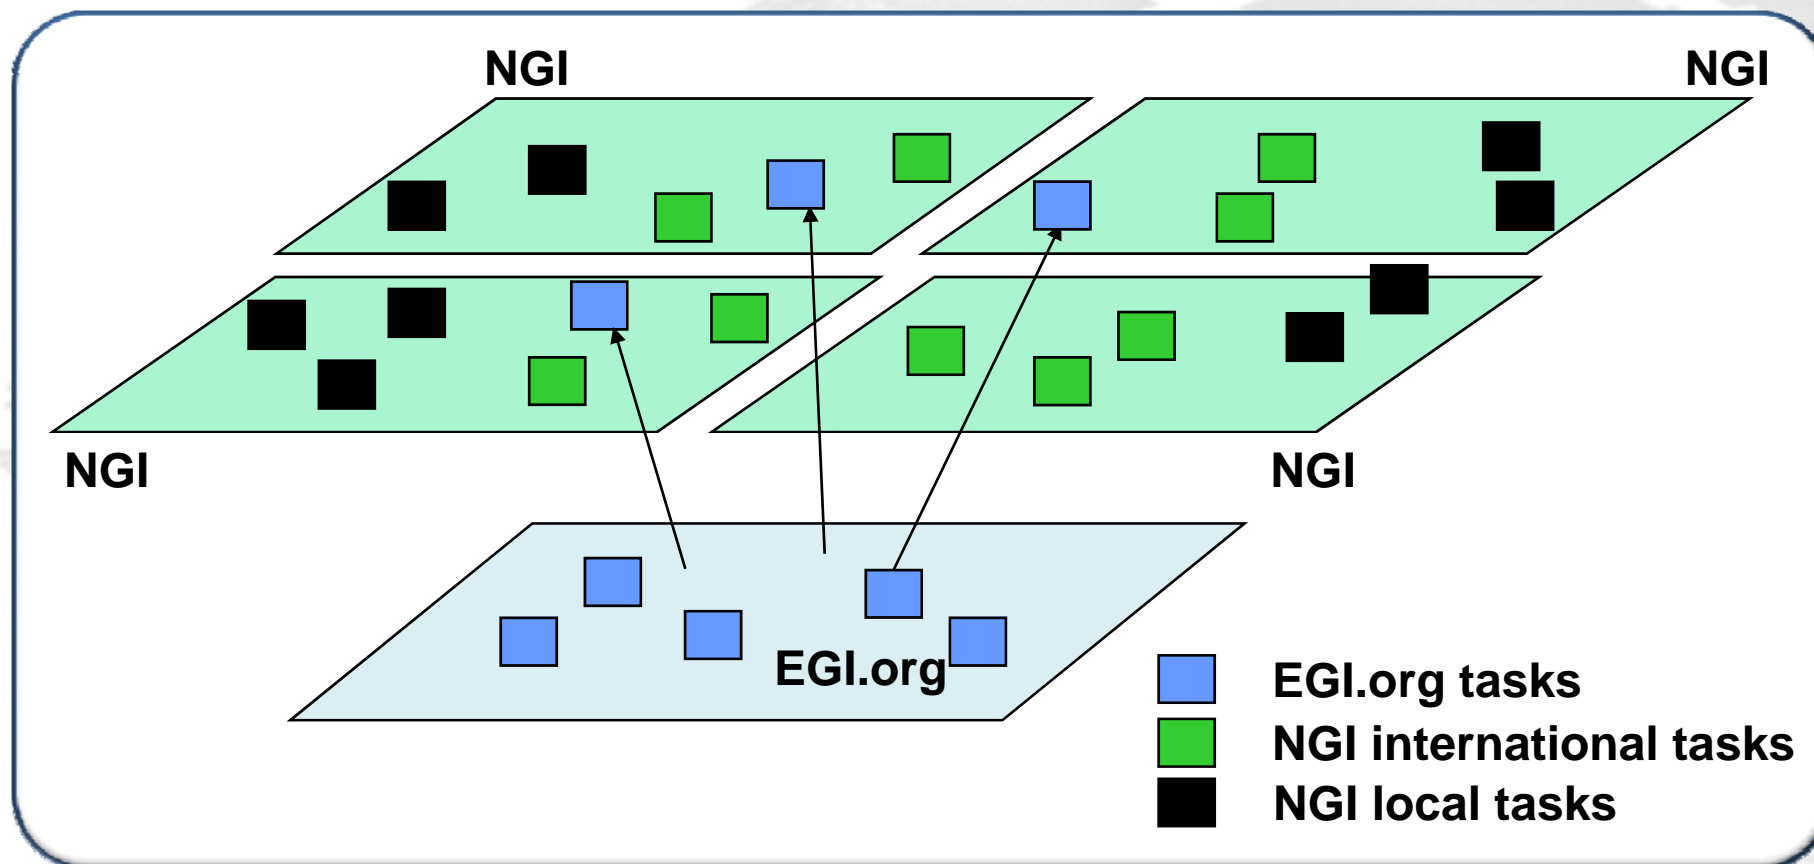 NGI
NGI
NGI
NGI
EGI.org
EGI.org tasks
NGI international tasks
NGI local tasks